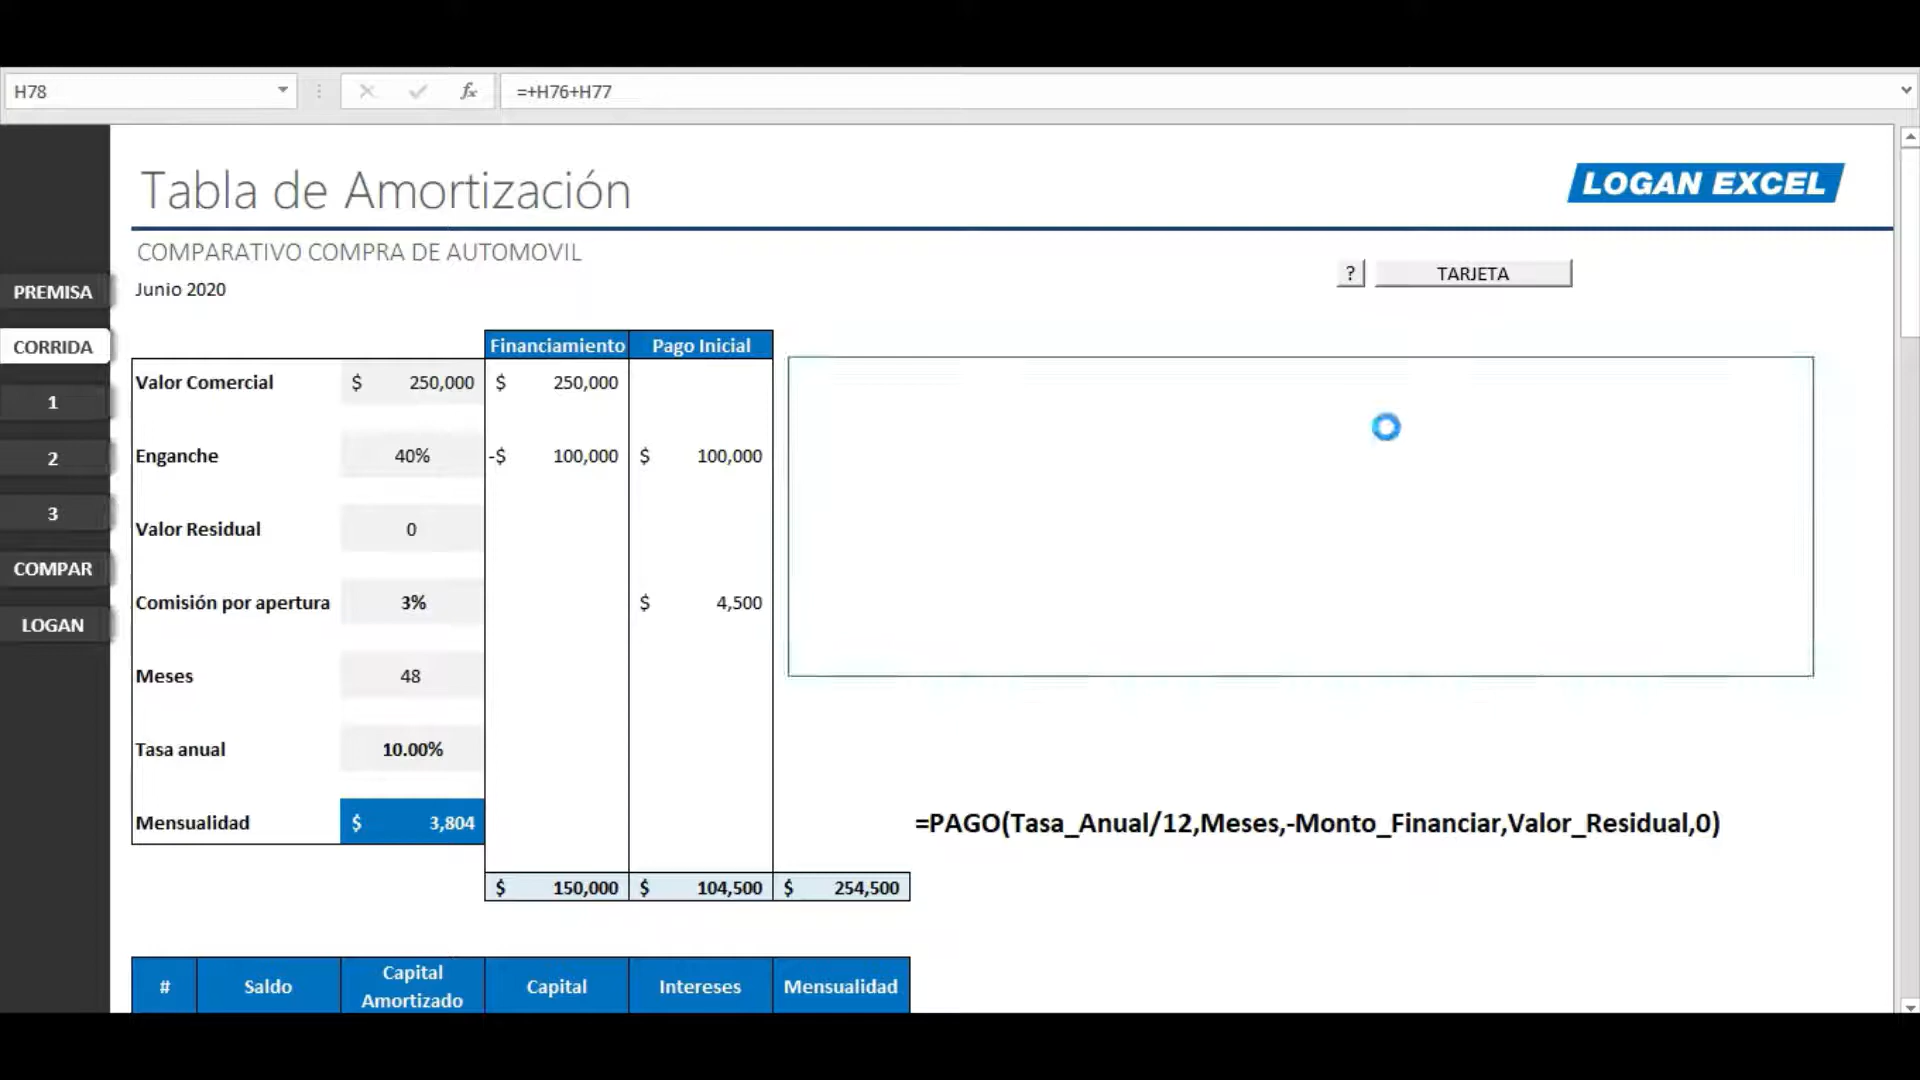 H78 fx =+H76+H77
Tabla de Amortización
LOGAN EXCEL
COMPARATIVO COMPRA DE AUTOMOVIL
? TARJETA
Junio 2020
PREMISA
CORRIDA
1
2
3
COMPAR
LOGAN
Financiamiento Pago Inicial
Valor Comercial $ 250,000 $ 250,000
Enganche 40% -$ 100,000 $ 100,000
Valor Residual 0
Comisión por apertura 3% $ 4,500
Meses 48
Tasa anual 10.00%
Mensualidad $ 3,804
=PAGO(Tasa_Anual/12,Meses,-Monto_Financiar,Valor_Residual,0)
$ 150,000 $ 104,500 $ 254,500
# Saldo Capital Amortizado Capital Intereses Mensualidad